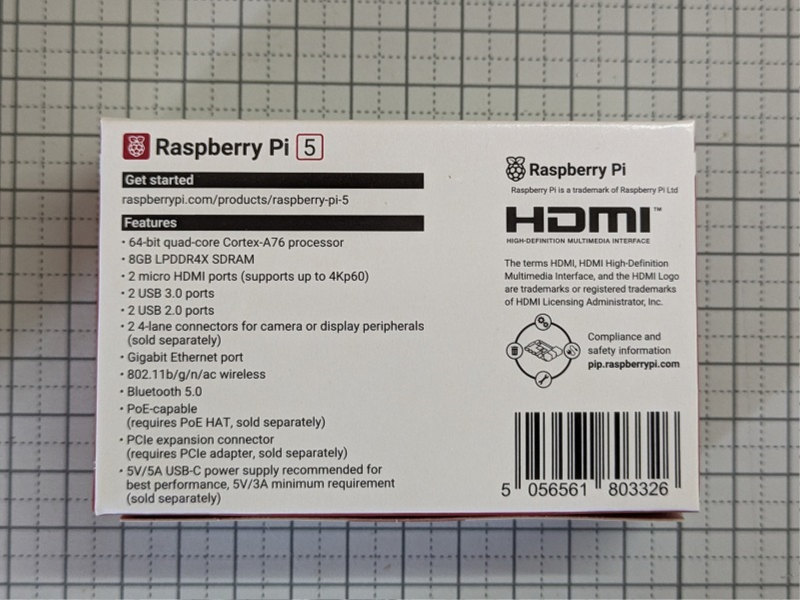 Raspberry Pi 5
Get started
raspberrypi.com/products/raspberry-pi-5
Features
• 64-bit quad-core Cortex-A76 processor
• 8GB LPDDR4X SDRAM
• 2 micro HDMI ports (supports up to 4Kp60)
• 2 USB 3.0 ports
• 2 USB 2.0 ports
• 2 4-lane connectors for camera or display peripherals
(sold separately)
• Gigabit Ethernet port
• 802.11b/g/n/ac wireless
• Bluetooth 5.0
• PoE-capable
(requires PoE HAT, sold separately)
• PCIe expansion connector
(requires PCIe adapter, sold separately)
• 5V/5A USB-C power supply recommended for
best performance, 5V/3A minimum requirement
(sold separately)
Raspberry Pi
Raspberry Pi is a trademark of Raspberry Pi Ltd
HDMI™
HIGH-DEFINITION MULTIMEDIA INTERFACE
The terms HDMI, HDMI High-Definition
Multimedia Interface, and the HDMI Logo
are trademarks or registered trademarks
of HDMI Licensing Administrator, Inc.
Compliance and
safety information
pip.raspberrypi.com
5 056561 803326